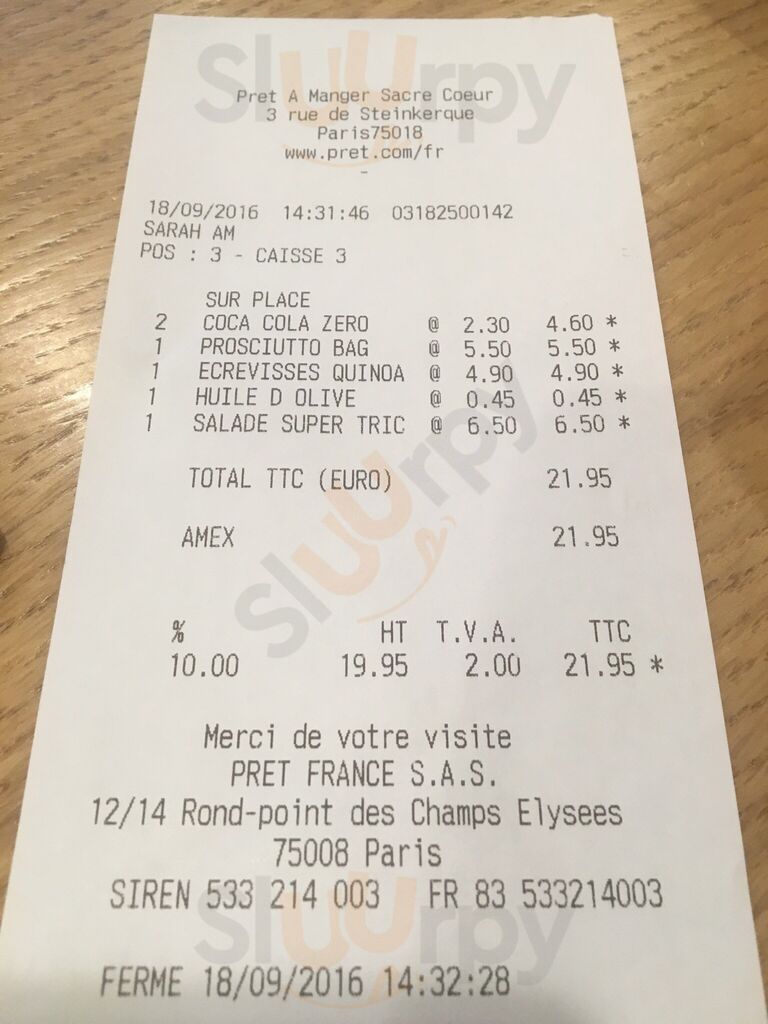 Pret A Manger Sacre Coeur
3 rue de Steinkerque
Paris75018
www.pret.com/fr
-
18/09/2016 14:31:46 03182500142
SARAH AM
POS : 3 - CAISSE 3
SUR PLACE
2 COCA COLA ZERO @ 2.30 4.60 *
1 PROSCIUTTO BAG @ 5.50 5.50 *
1 ECREVISSES QUINOA @ 4.90 4.90 *
1 HUILE D OLIVE @ 0.45 0.45 *
1 SALADE SUPER TRIC @ 6.50 6.50 *
TOTAL TTC (EURO) 21.95
AMEX 21.95
% HT T.V.A. TTC
10.00 19.95 2.00 21.95 *
Merci de votre visite
PRET FRANCE S.A.S.
12/14 Rond-point des Champs Elysees
75008 Paris
SIREN 533 214 003 FR 83 533214003
FERME 18/09/2016 14:32:28
Sluurpy
Sluurpy
Sluurpy